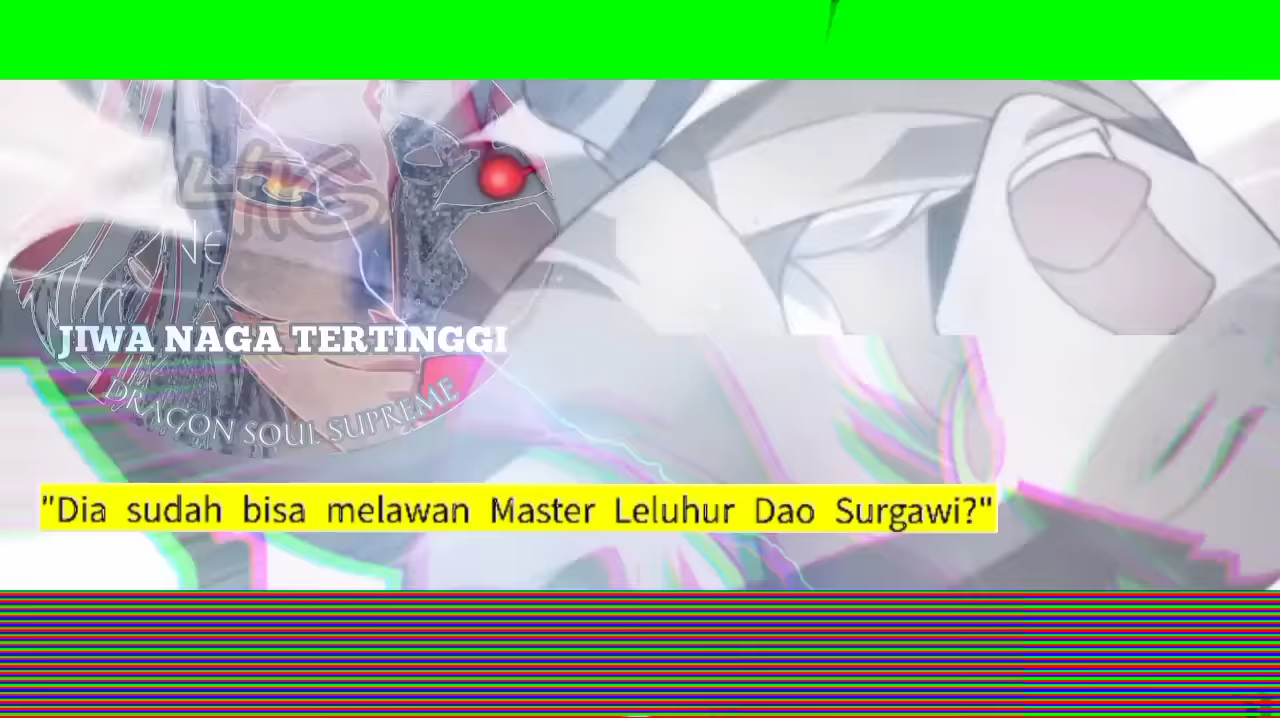 JIWA NAGA TERTINGGI
DRAGON SOUL SUPREME
"Dia sudah bisa melawan Master Leluhur Dao Surgawi?"